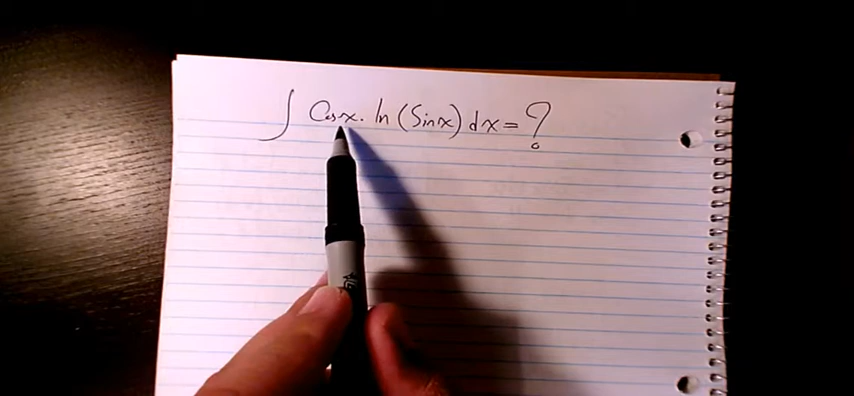 ∫ Cosx. ln (Sinx) dx = ?